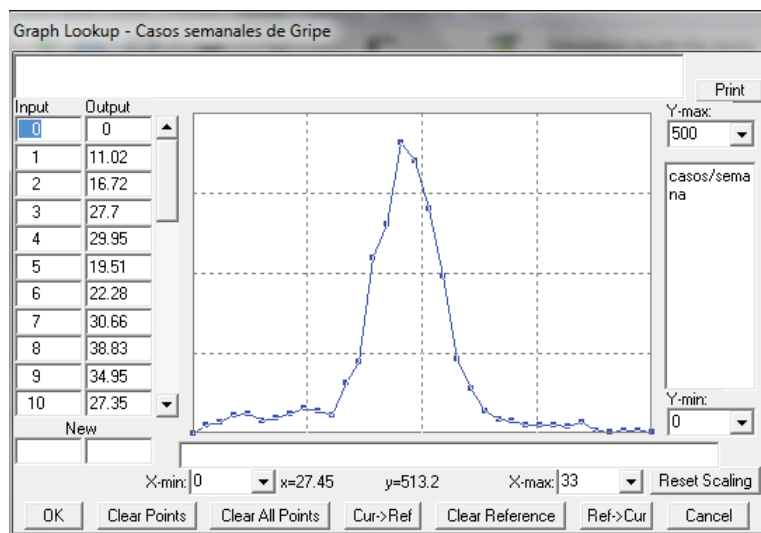 Graph Lookup - Casos semanales de Gripe
Print
Input Output
0 0
1 11.02
2 16.72
3 27.7
4 29.95
5 19.51
6 22.28
7 30.66
8 38.83
9 34.95
10 27.35
New
Y-max:
500
casos/sema
na
Y-min:
0
X-min: 0 x=27.45 y=513.2 X-max: 33 Reset Scaling
OK Clear Points Clear All Points Cur->Ref Clear Reference Ref->Cur Cancel